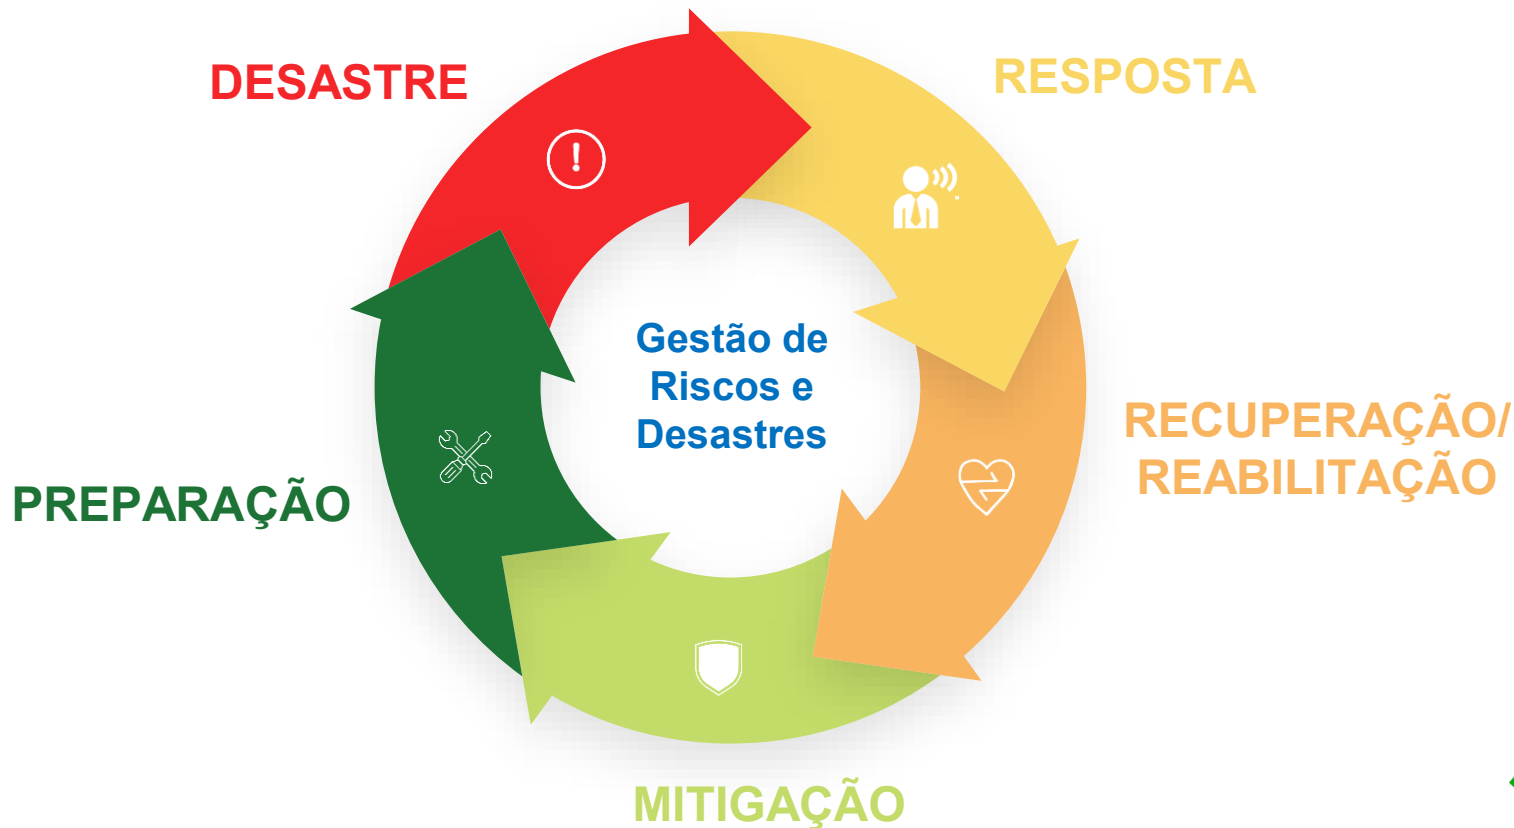 DESASTRE
RESPOSTA
Gestão de
Riscos e
Desastres
RECUPERAÇÃO/
REABILITAÇÃO
PREPARAÇÃO
MITIGAÇÃO